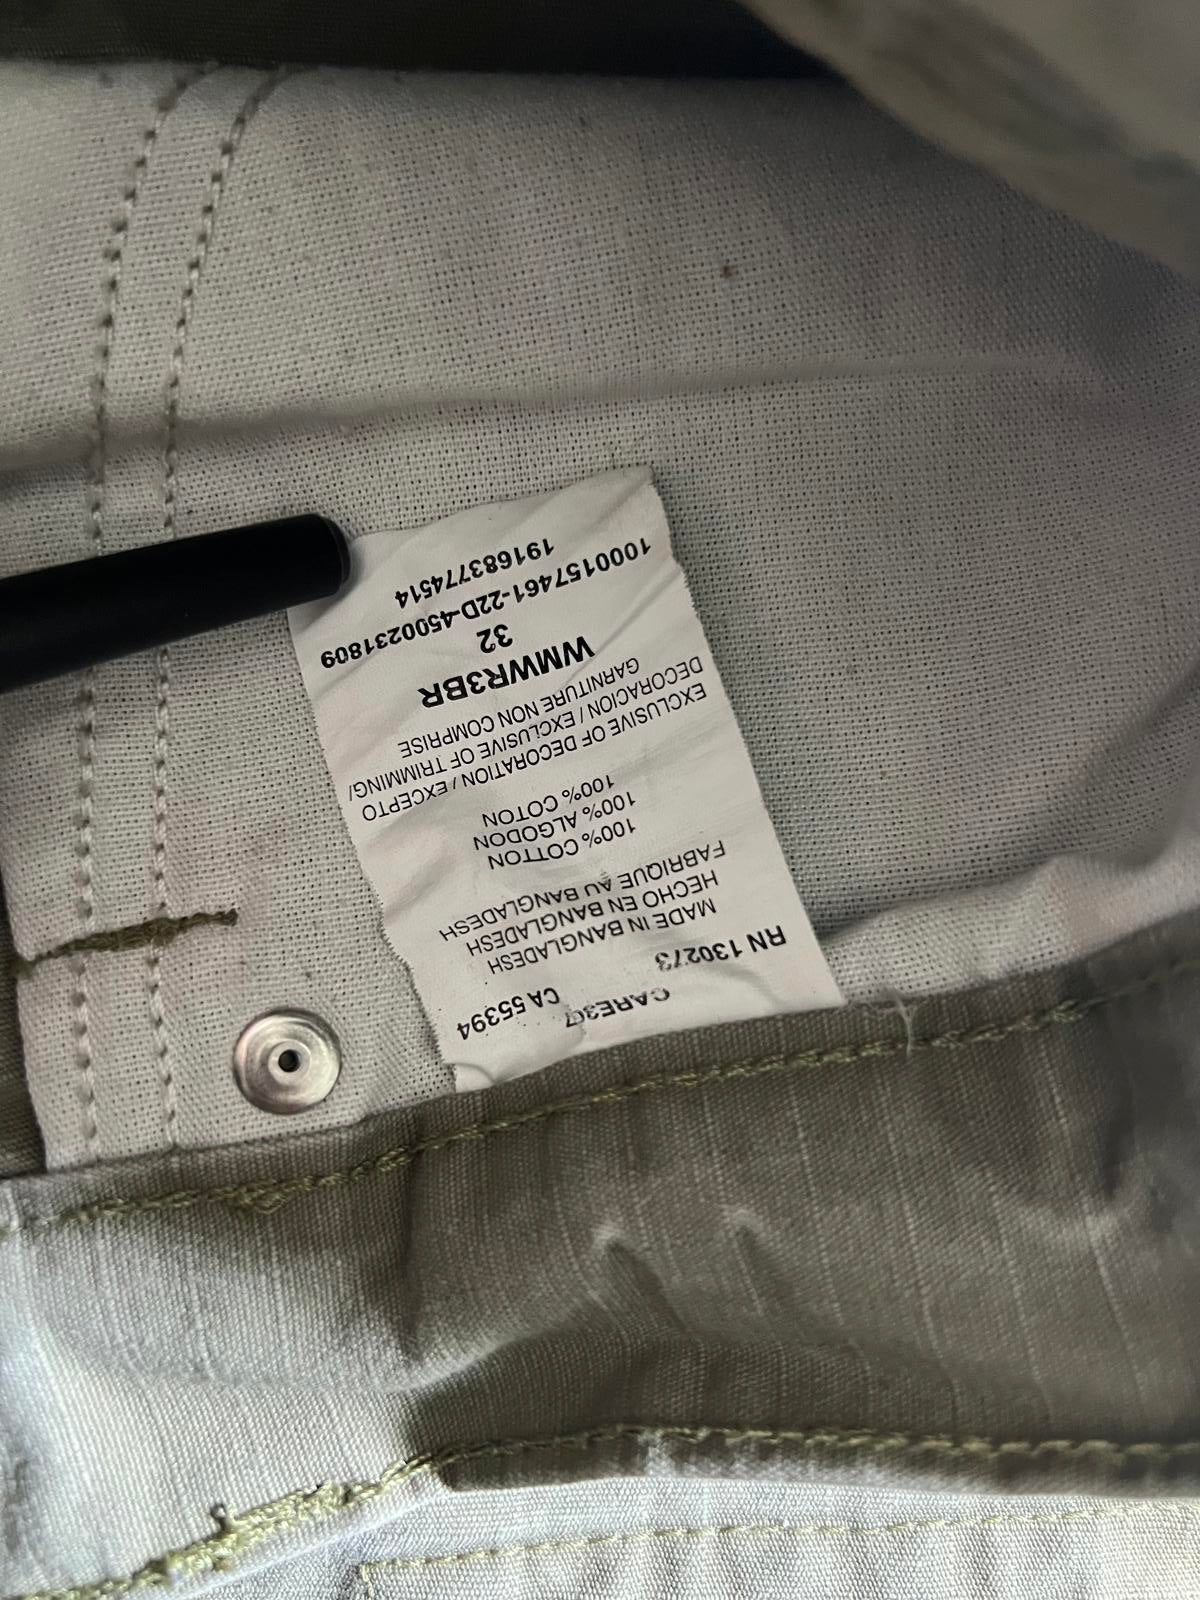 RN 130273 CA 55394
MADE IN BANGLADESH
HECHO EN BANGLADESH
FABRIQUE AU BANGLADESH
100% COTTON
100% ALGODON
100% COTON
EXCLUSIVE OF DECORATION / EXCEPTO
DECORACION / EXCLUSIVE OF TRIMMING/
GARNITURE NON COMPRISE
WMWR3BR
32
1000157461-22D-4500231809
191683774514